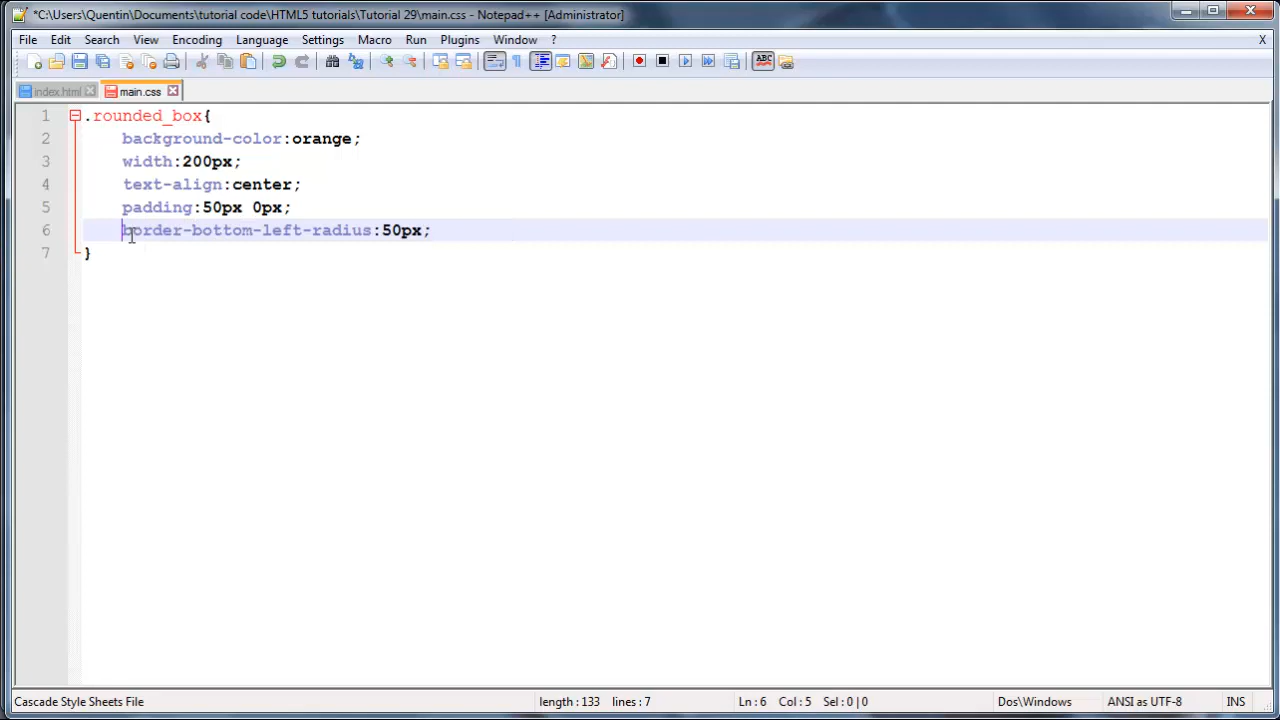 *C:\Users\Quentin\Documents\tutorial code\HTML5 tutorials\Tutorial 29\main.css - Notepad++ [Administrator]
File Edit Search View Encoding Language Settings Macro Run Plugins Window ? X
ABC
index.html main.css
1 .rounded_box{
2 background-color:orange;
3 width:200px;
4 text-align:center;
5 padding:50px 0px;
6 border-bottom-left-radius:50px;
7 }
Cascade Style Sheets File length : 133 lines : 7 Ln : 6 Col : 5 Sel : 0 | 0 Dos\Windows ANSI as UTF-8 INS